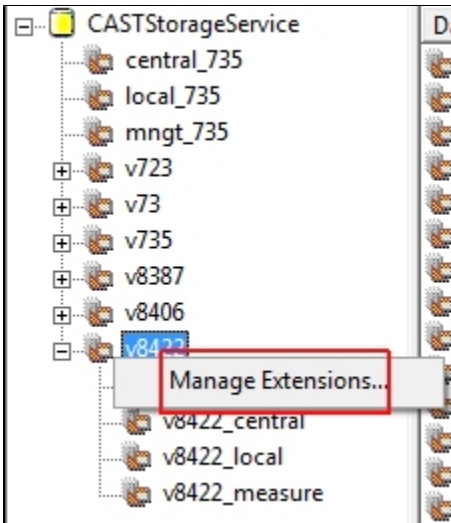 CASTStorageService
central_735
local_735
mngt_735
v723
v73
v735
v8387
v8406
v8422
Manage Extensions...
v8422_central
v8422_local
v8422_measure